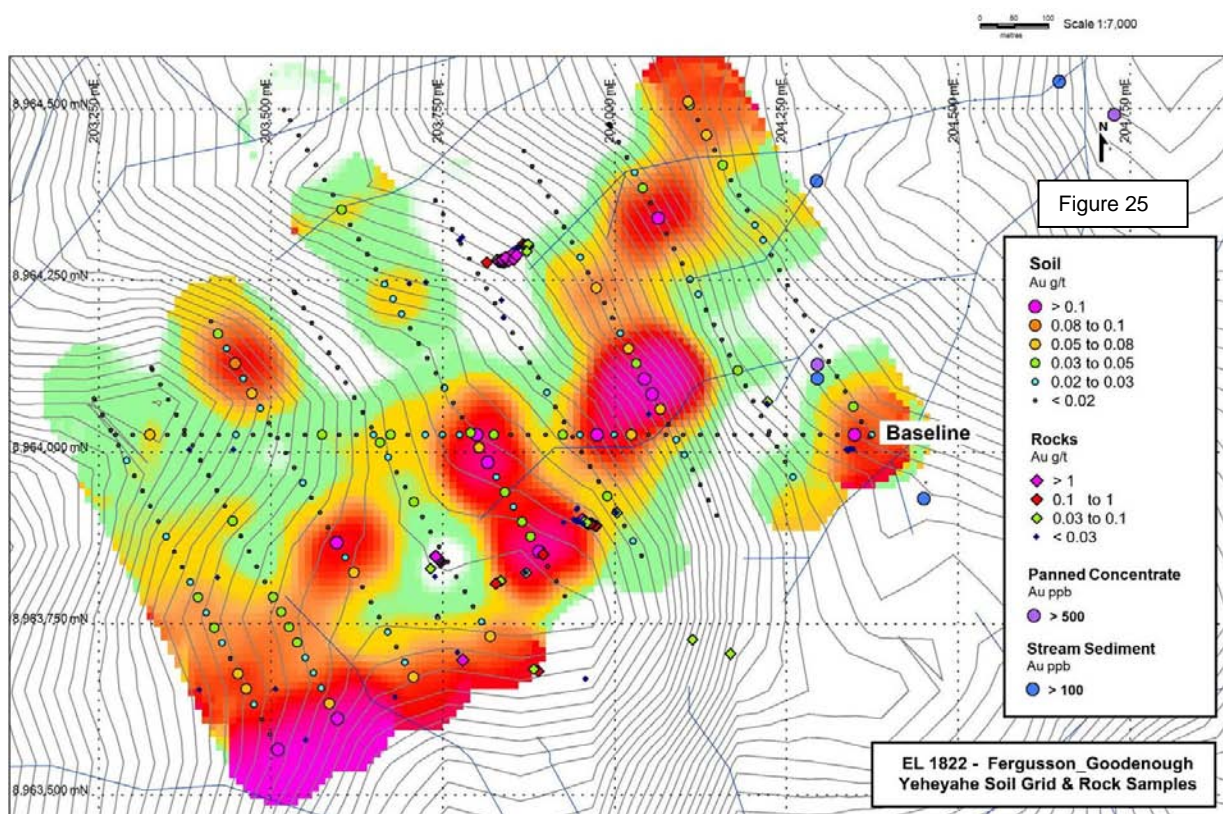 0 50 100 Scale 1:7,000
metres
203,250 mE
203,500 mE
203,750 mE
204,000 mE
204,250 mE
204,500 mE
204,750 mE
8,964,500 mN
8,964,250 mN
8,964,000 mN
8,963,750 mN
8,963,500 mN
N
Figure 25
Baseline
Soil
Au g/t
> 0.1
0.08 to 0.1
0.05 to 0.08
0.03 to 0.05
0.02 to 0.03
< 0.02
Rocks
Au g/t
> 1
0.1 to 1
0.03 to 0.1
< 0.03
Panned Concentrate
Au ppb
> 500
Stream Sediment
Au ppb
> 100
EL 1822 - Fergusson_Goodenough
Yeheyahe Soil Grid & Rock Samples